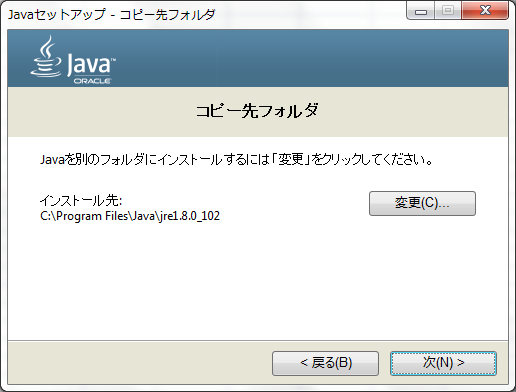 Javaセットアップ - コピー先フォルダ
Java™
ORACLE
コピー先フォルダ
Javaを別のフォルダにインストールするには「変更」をクリックしてください。
インストール先:
C:\Program Files\Java\jre1.8.0_102
変更(C)...
< 戻る(B)
次(N) >